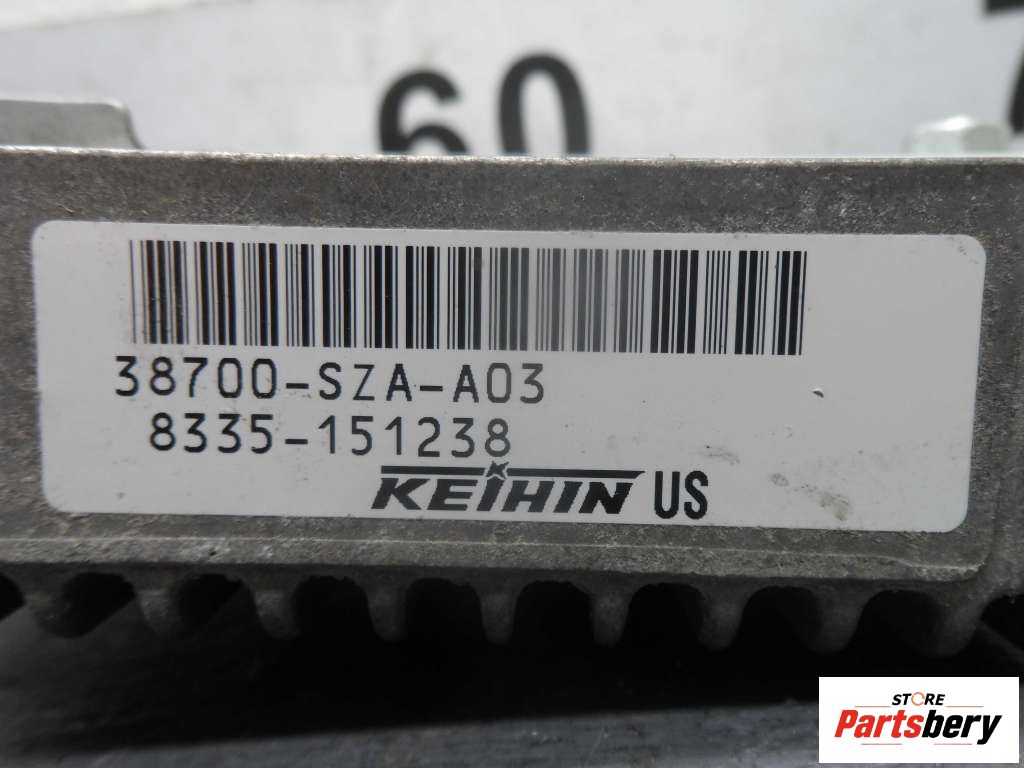 60
38700-SZA-A03
8335-151238
KEIHIN US
STORE
Partsbery